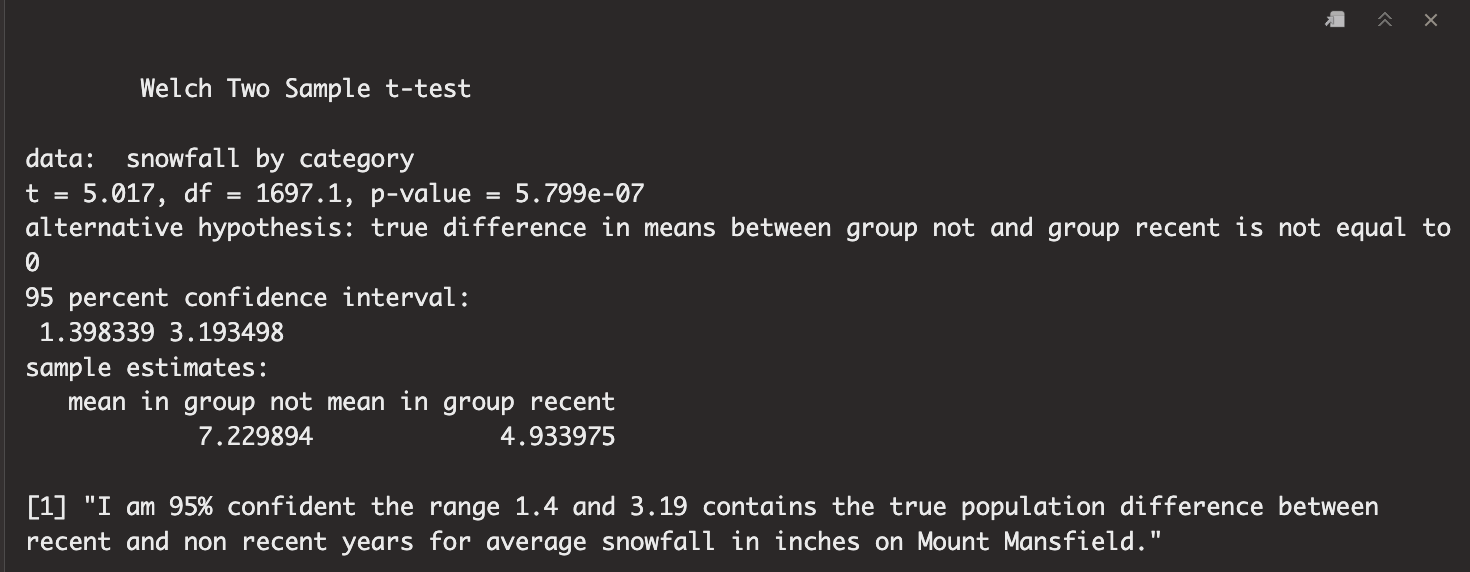 Welch Two Sample t-test
data:  snowfall by category
t = 5.017, df = 1697.1, p-value = 5.799e-07
alternative hypothesis: true difference in means between group not and group recent is not equal to
0
95 percent confidence interval:
 1.398339 3.193498
sample estimates:
   mean in group not mean in group recent
            7.229894             4.933975
[1] "I am 95% confident the range 1.4 and 3.19 contains the true population difference between
recent and non recent years for average snowfall in inches on Mount Mansfield."